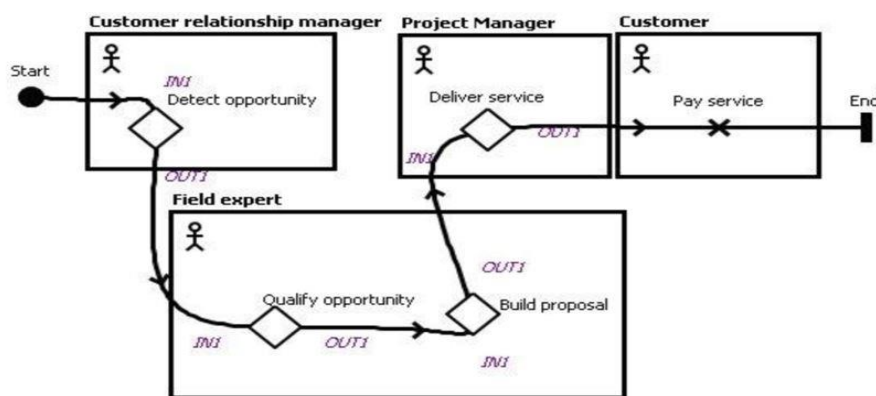 Customer relationship manager
Project Manager
Customer
Start
IN1
Detect opportunity
Deliver service
Pay service
End
OUT1
IN1
OUT1
Field expert
OUT1
Qualify opportunity
Build proposal
IN1
OUT1
IN1